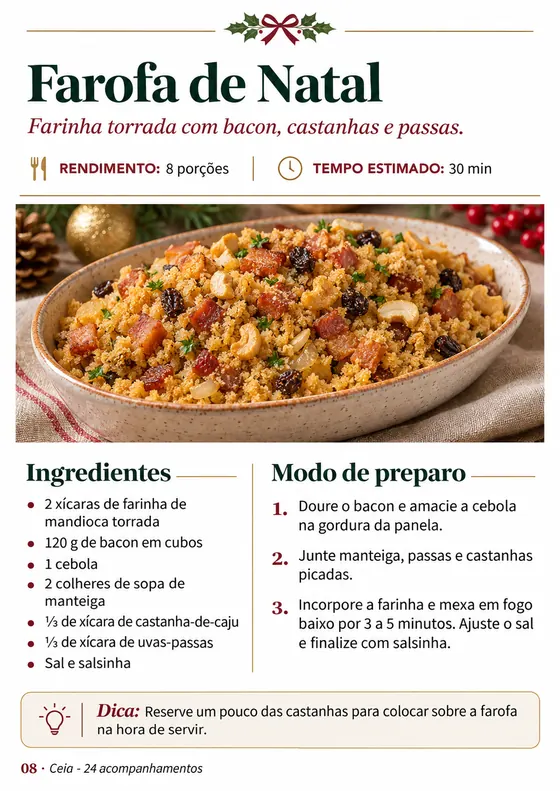 Farofa de Natal
Farinha torrada com bacon, castanhas e passas.
RENDIMENTO: 8 porções
TEMPO ESTIMADO: 30 min
Ingredientes
• 2 xícaras de farinha de
mandioca torrada
• 120 g de bacon em cubos
• 1 cebola
• 2 colheres de sopa de
manteiga
• ⅓ de xícara de castanha-de-caju
• ⅓ de xícara de uvas-passas
• Sal e salsinha
Modo de preparo
1. Doure o bacon e amacie a cebola
na gordura da panela.
2. Junte manteiga, passas e castanhas
picadas.
3. Incorpore a farinha e mexa em fogo
baixo por 3 a 5 minutos. Ajuste o sal
e finalize com salsinha.
Dica: Reserve um pouco das castanhas para colocar sobre a farofa
na hora de servir.
08 · Ceia - 24 acompanhamentos